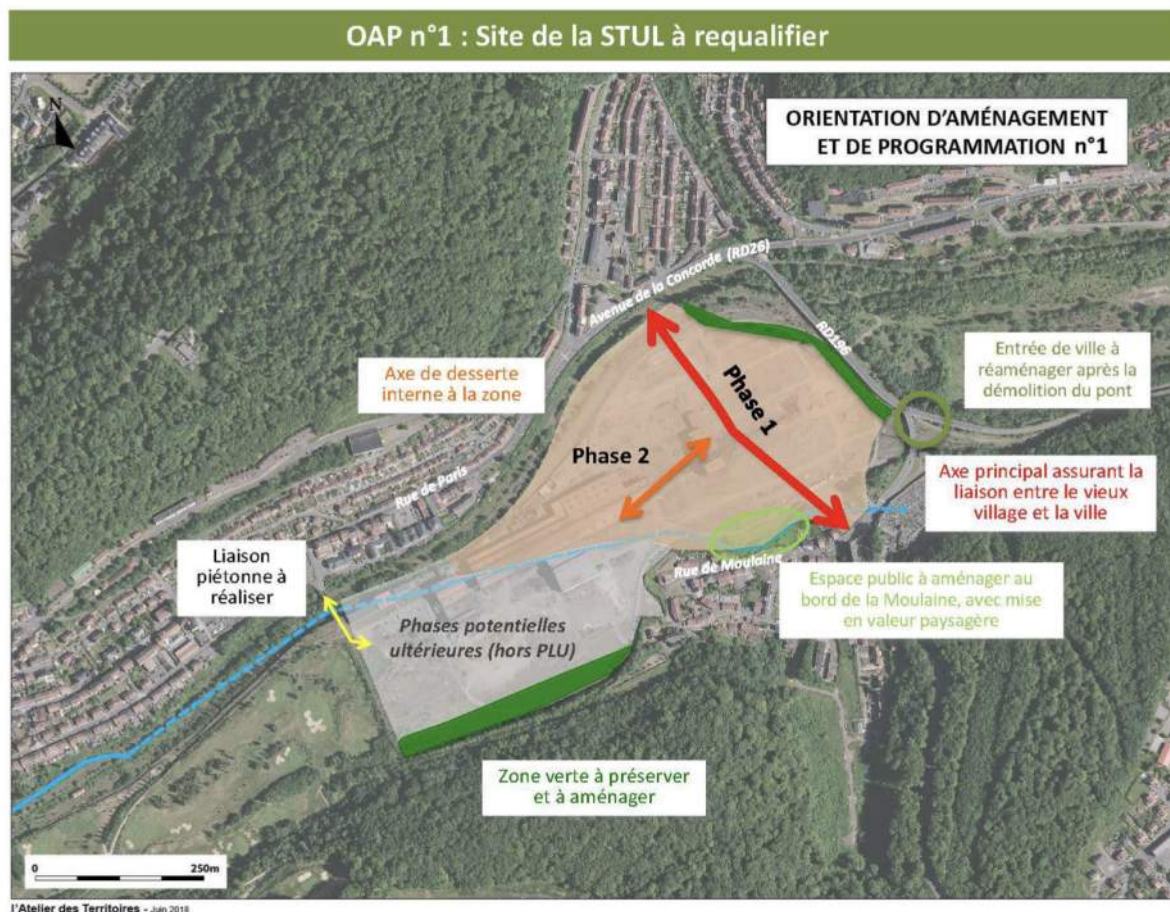 OAP n°1 : Site de la STUL à requalifier
N
ORIENTATION D'AMÉNAGEMENT
ET DE PROGRAMMATION n°1
Avenue de la Concorde (RD26)
RD196
Entrée de ville à
réaménager après la
démolition du pont
Axe de desserte
interne à la zone
Phase 1
Phase 2
Rue de Paris
Axe principal assurant la
liaison entre le vieux
village et la ville
Liaison
piétonne à
réaliser
Rue de Moulaine
Espace public à aménager au
bord de la Moulaine, avec mise
en valeur paysagère
Phases potentielles
ultérieures (hors PLU)
Zone verte à préserver
et à aménager
0 250m
l'Atelier des Territoires - Juin 2018